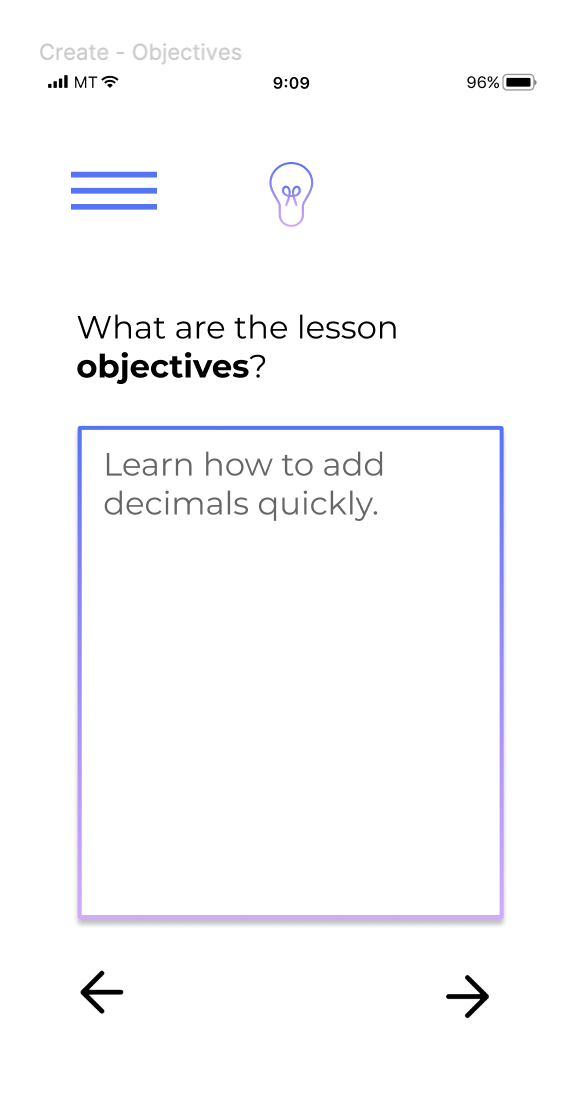 Create - Objectives
MT 9:09 96%
What are the lesson
objectives?
Learn how to add
decimals quickly.